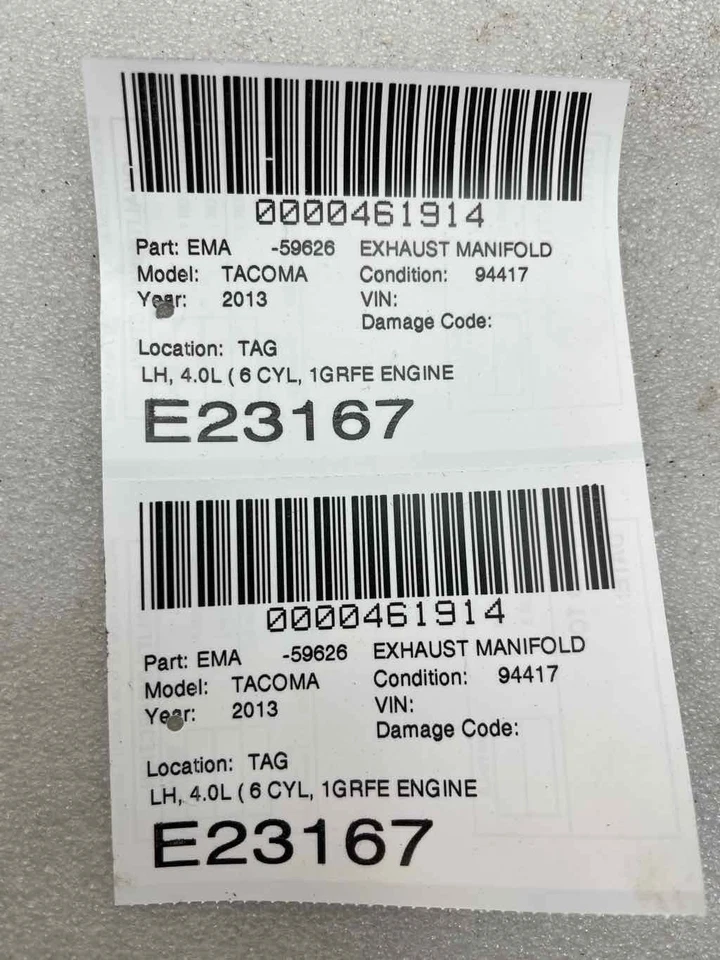 0000461914
Part: EMA -59626 EXHAUST MANIFOLD
Model: TACOMA Condition: 94417
Year: 2013 VIN:
Damage Code:
Location: TAG
LH, 4.0L ( 6 CYL, 1GRFE ENGINE
E23167
0000461914
Part: EMA -59626 EXHAUST MANIFOLD
Model: TACOMA Condition: 94417
Year: 2013 VIN:
Damage Code:
Location: TAG
LH, 4.0L ( 6 CYL, 1GRFE ENGINE
E23167